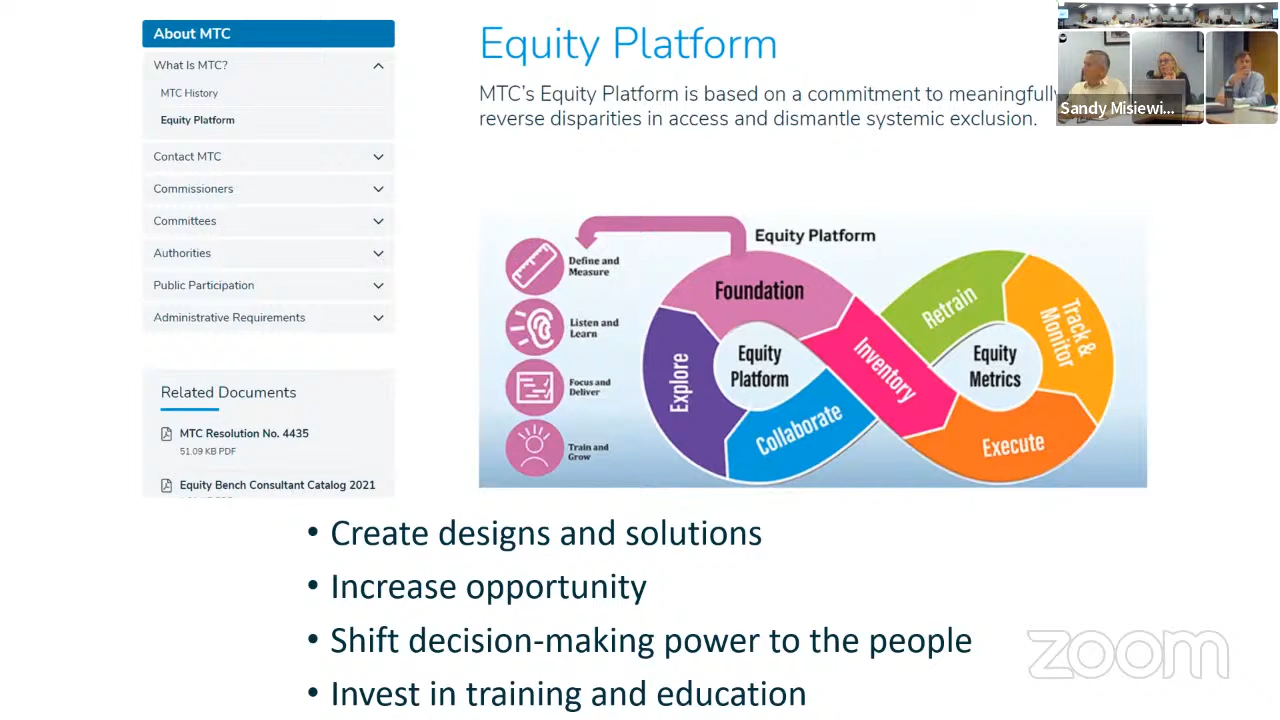 About MTC
What Is MTC?
MTC History
Equity Platform
Contact MTC
Commissioners
Committees
Authorities
Public Participation
Administrative Requirements
Related Documents
MTC Resolution No. 4435
51.09 KB PDF
Equity Bench Consultant Catalog 2021
Equity Platform
MTC's Equity Platform is based on a commitment to meaningfully
reverse disparities in access and dismantle systemic exclusion.
Sandy Misiewi...
Equity Platform
Define and
Measure
Listen and
Learn
Focus and
Deliver
Train and
Grow
Foundation
Explore
Equity
Platform
Collaborate
Inventory
Retrain
Equity
Metrics
Track &
Monitor
Execute
• Create designs and solutions
• Increase opportunity
• Shift decision-making power to the people
• Invest in training and education
zoom